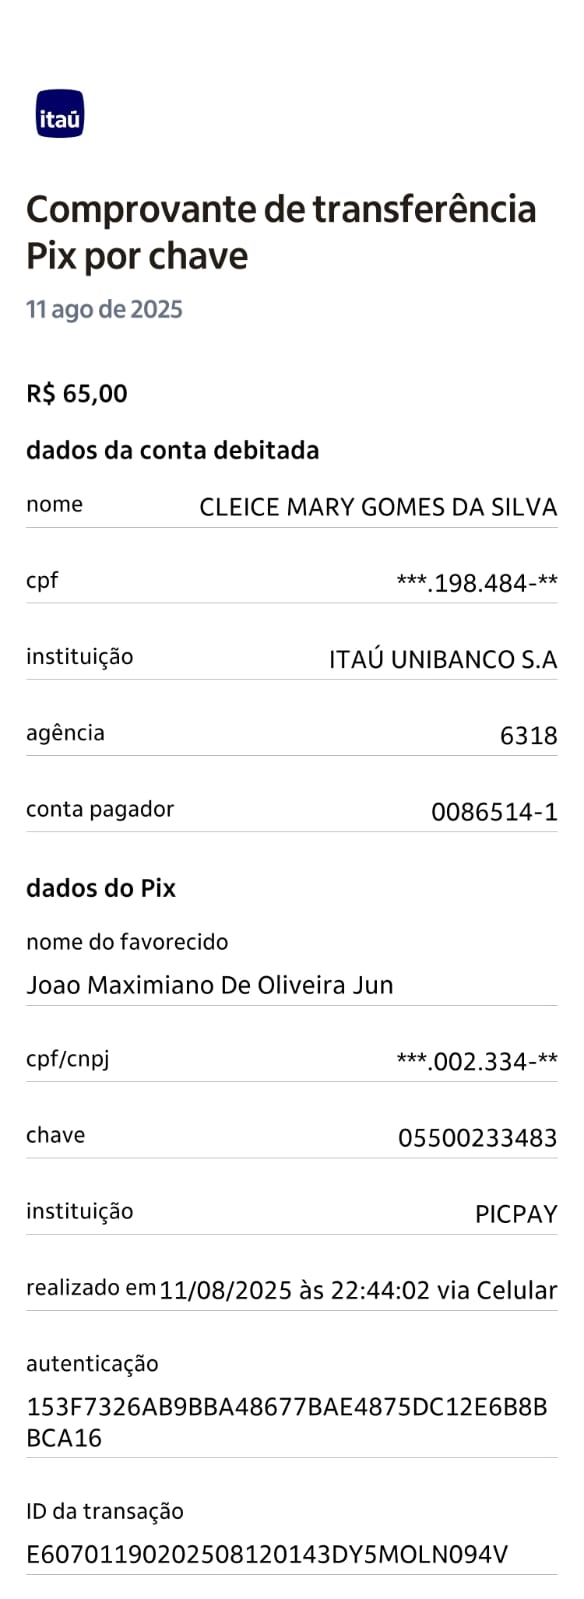 itaú
Comprovante de transferência
Pix por chave
11 ago de 2025
R$ 65,00
dados da conta debitada
nome CLEICE MARY GOMES DA SILVA
cpf ***.198.484-**
instituição ITAÚ UNIBANCO S.A
agência 6318
conta pagador 0086514-1
dados do Pix
nome do favorecido
Joao Maximiano De Oliveira Jun
cpf/cnpj ***.002.334-**
chave 05500233483
instituição PICPAY
realizado em 11/08/2025 às 22:44:02 via Celular
autenticação
153F7326AB9BBA48677BAE4875DC12E6B8B
BCA16
ID da transação
E60701190202508120143DY5MOLN094V